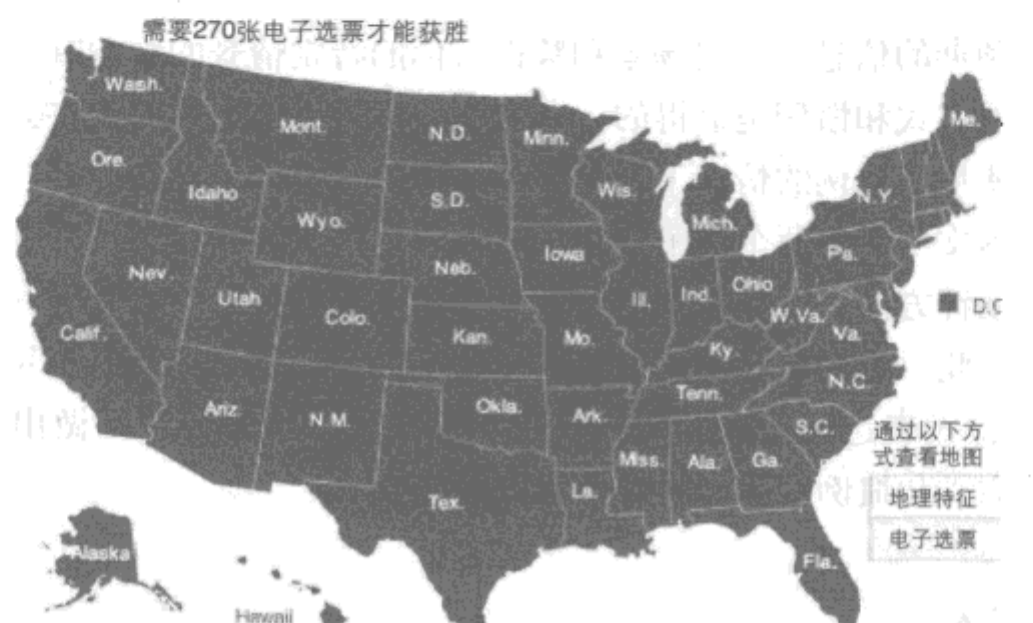 需要270张电子选票才能获胜
Wash.
Mont.
N.D.
Minn.
Me.
Ore.
Idaho
Wyo.
S.D.
Wis.
Mich.
N.Y.
Nev.
Utah
Colo.
Neb.
Iowa
Ill.
Ind.
Ohio
Pa.
Calif.
Kan.
Mo.
Ky.
W.Va.
Va.
D.C
Ariz.
N.M.
Okla.
Ark.
Tenn.
N.C.
S.C.
Tex.
La.
Miss.
Ala.
Ga.
Fla.
通过以下方
式查看地图
地理特征
电子选票
Alaska
Hawaii